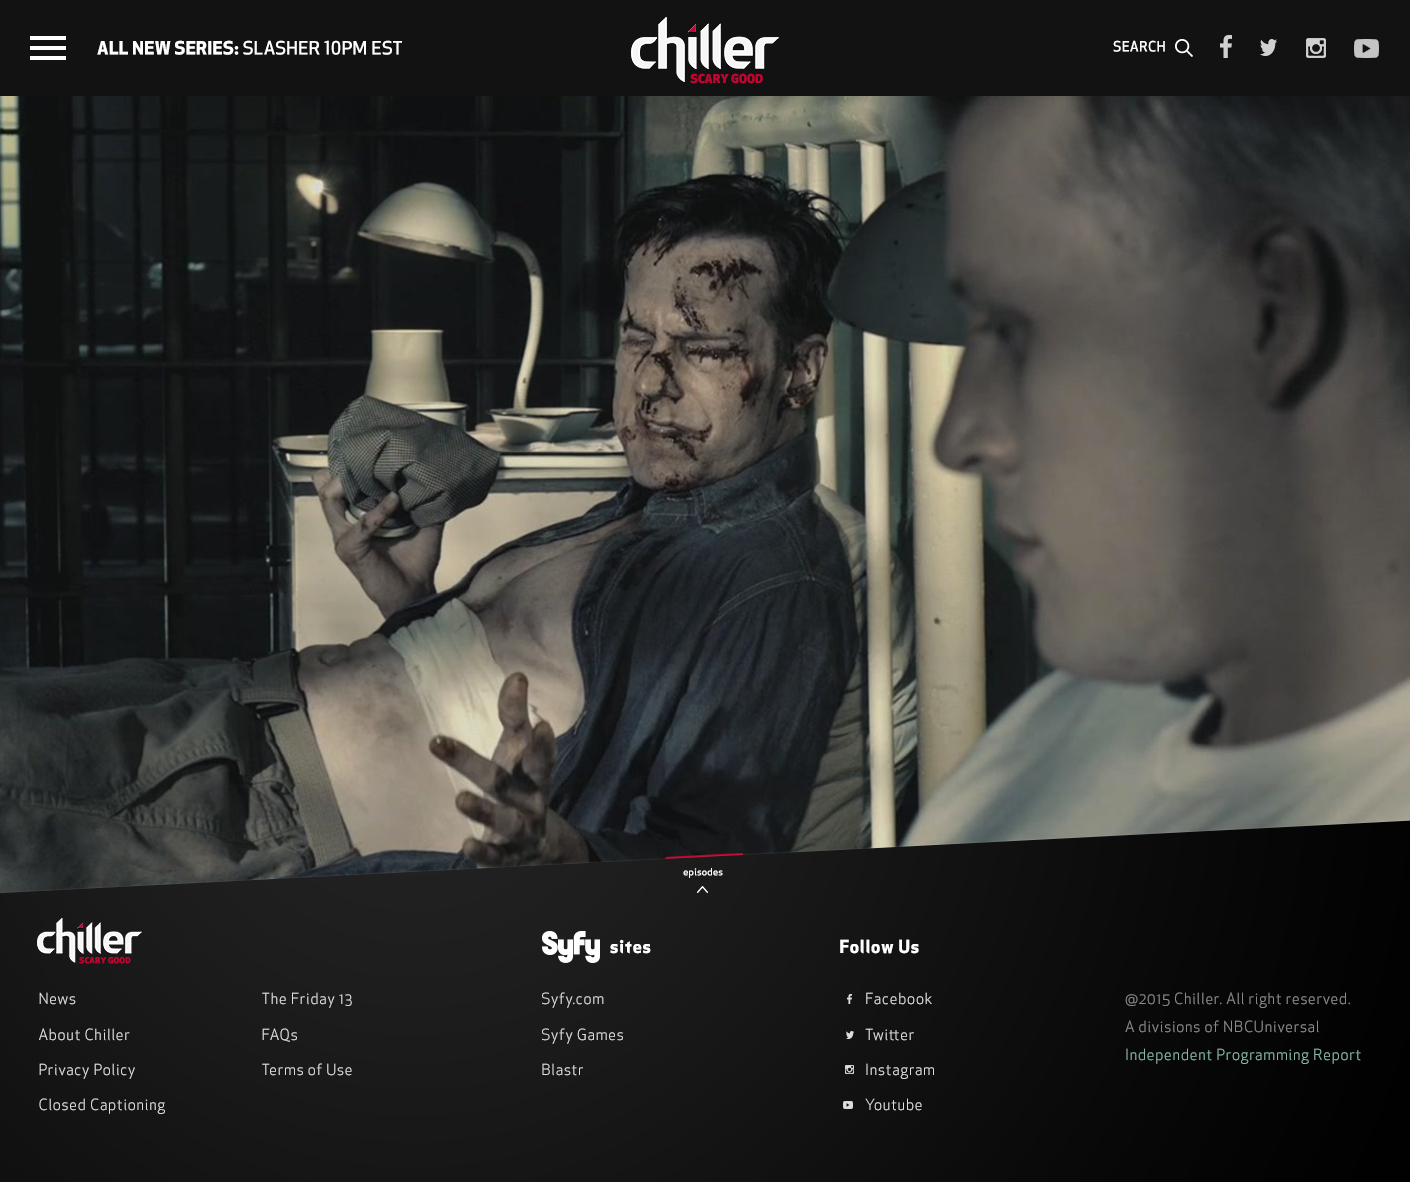 ALL NEW SERIES: SLASHER 10PM EST
chiller
SCARY GOOD
SEARCH
episodes
chiller
SCARY GOOD
News
About Chiller
Privacy Policy
Closed Captioning
The Friday 13
FAQs
Terms of Use
Syfy sites
Syfy.com
Syfy Games
Blastr
Follow Us
Facebook
Twitter
Instagram
Youtube
@2015 Chiller. All right reserved.
A divisions of NBCUniversal
Independent Programming Report